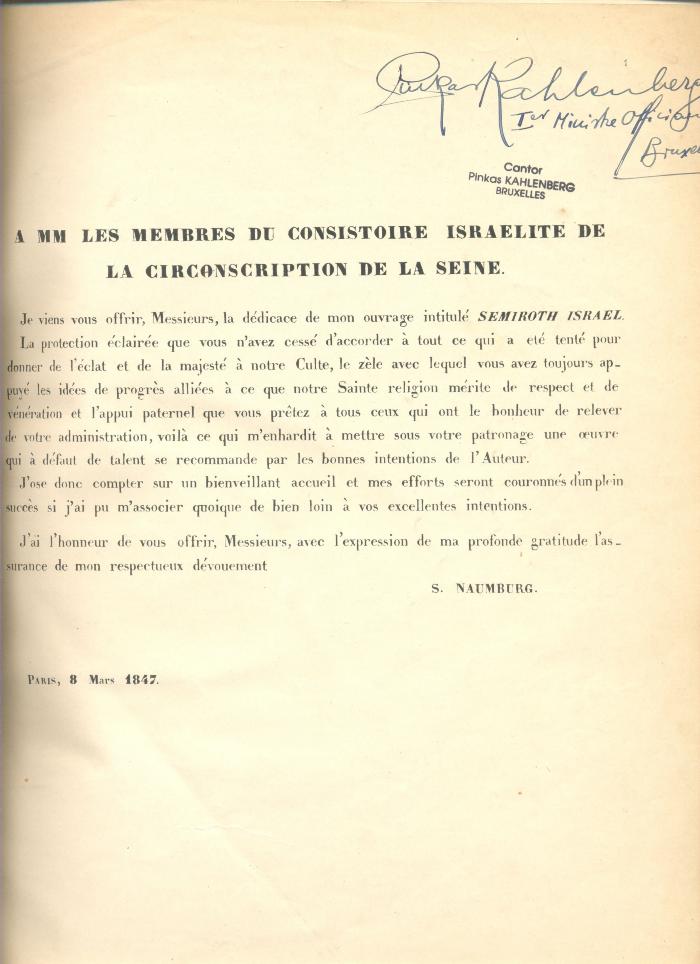 Pinkas Kahlenberg
Ier Ministre Officiant
Bruxel
Cantor
Pinkas KAHLENBERG
BRUXELLES
A MM LES MEMBRES DU CONSISTOIRE ISRAELITE DE
LA CIRCONSCRIPTION DE LA SEINE.
Je viens vous offrir, Messieurs, la dédicace de mon ouvrage intitulé SEMIROTH ISRAEL.
La protection éclairée que vous n'avez cessé d'accorder à tout ce qui a eté tenté pour
donner de l'éclat et de la majesté à notre Culte, le zèle avec lequel vous avez toujours ap-
puyé les idées de progrès alliées à ce que notre Sainte religion mérite de respect et de
vénération et l'appui paternel que vous prêtez à tous ceux qui ont le bonheur de relever
de votre administration, voilà ce qui m'enhardit à mettre sous votre patronage une œuvre
qui à défaut de talent se recommande par les bonnes intentions de l'Auteur.
J'ose donc compter sur un bienveillant accueil et mes efforts seront couronnés d'un plein
succès si j'ai pu m'associer quoique de bien loin à vos excellentes intentions.
J'ai l'honneur de vous offrir, Messieurs, avec l'expression de ma profonde gratitude l'as-
surance de mon respectueux dévouement
S. NAUMBURG.
PARIS, 8 Mars 1847.